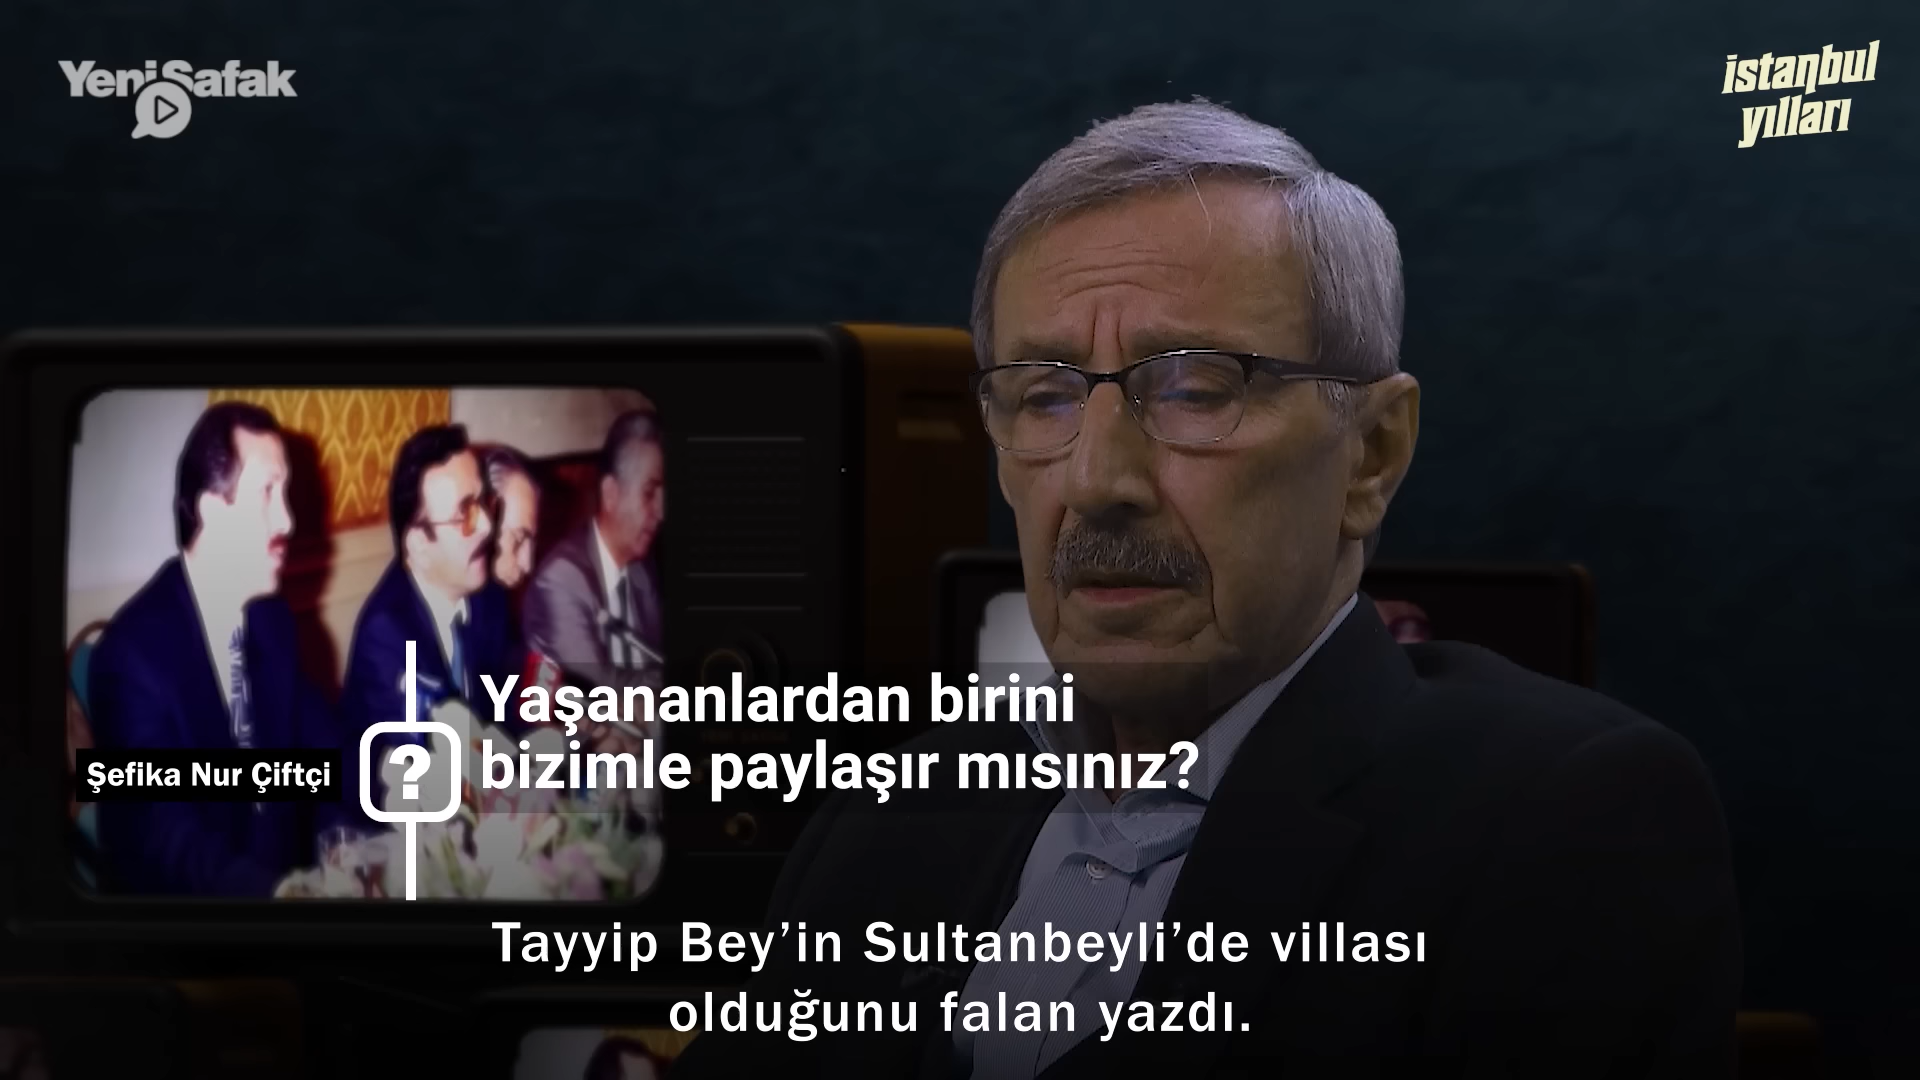 Yeni Şafak
istanbul
yılları
Yaşananlardan birini
bizimle paylaşır mısınız?
Şefika Nur Çiftçi
?
Tayyip Bey’in Sultanbeyli’de villası
olduğunu falan yazdı.